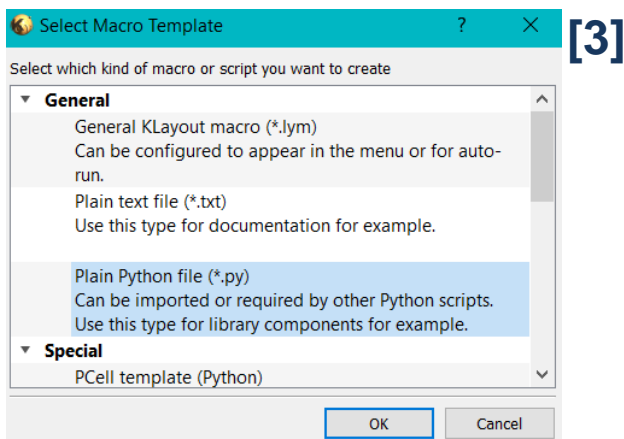 Select Macro Template
?
[3]
Select which kind of macro or script you want to create
General
General KLayout macro (*.lym)
Can be configured to appear in the menu or for auto-
run.
Plain text file (*.txt)
Use this type for documentation for example.
Plain Python file (*.py)
Can be imported or required by other Python scripts.
Use this type for library components for example.
Special
PCell template (Python)
OK
Cancel